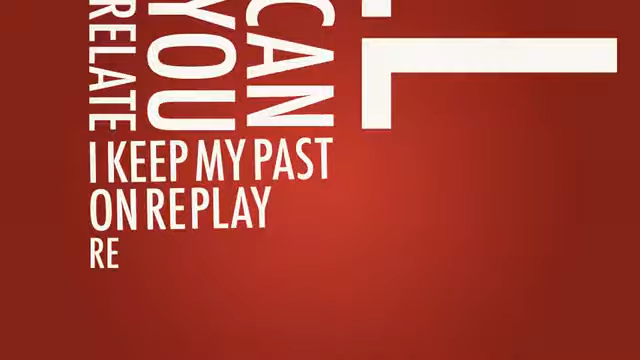 CAN
YOU
RELATE
I KEEP MY PAST
ON REPLAY
RE